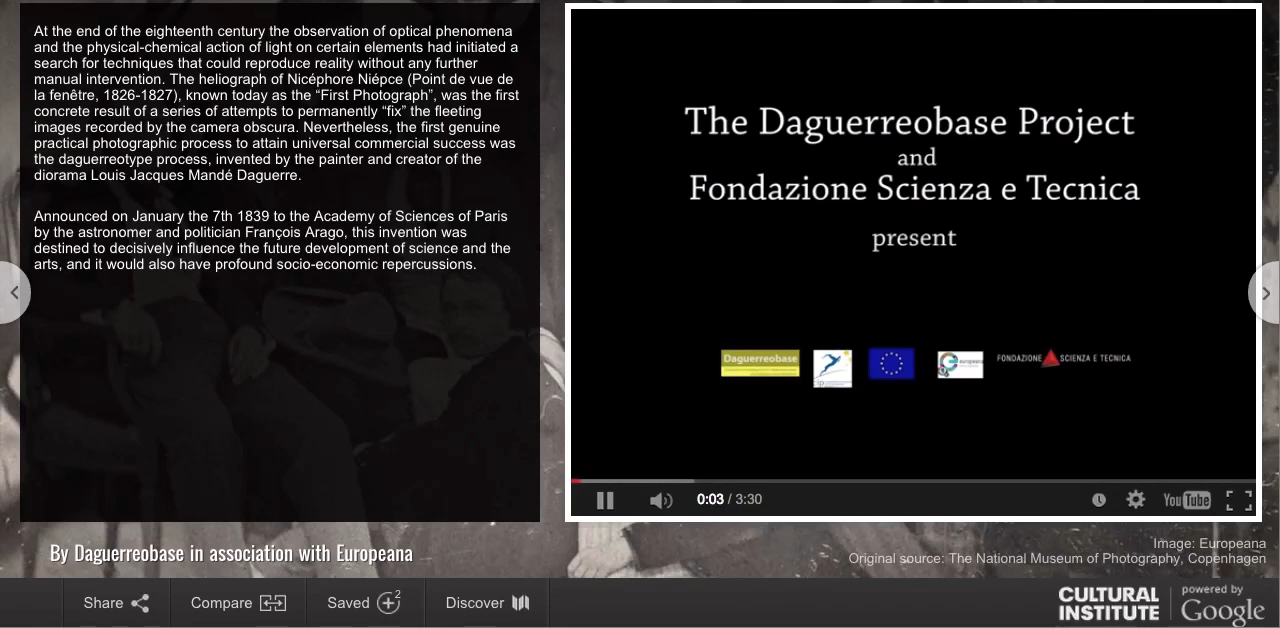 At the end of the eighteenth century the observation of optical phenomena
and the physical-chemical action of light on certain elements had initiated a
search for techniques that could reproduce reality without any further
manual intervention. The heliograph of Nicéphore Niépce (Point de vue de
la fenêtre, 1826-1827), known today as the “First Photograph”, was the first
concrete result of a series of attempts to permanently “fix” the fleeting
images recorded by the camera obscura. Nevertheless, the first genuine
practical photographic process to attain universal commercial success was
the daguerreotype process, invented by the painter and creator of the
diorama Louis Jacques Mandé Daguerre.
Announced on January the 7th 1839 to the Academy of Sciences of Paris
by the astronomer and politician François Arago, this invention was
destined to decisively influence the future development of science and the
arts, and it would also have profound socio-economic repercussions.
The Daguerreobase Project
and
Fondazione Scienza e Tecnica
present
Daguerreobase
europeana
FONDAZIONE SCIENZA E TECNICA
0:03 / 3:30
YouTube
By Daguerreobase in association with Europeana
Image: Europeana
Original source: The National Museum of Photography, Copenhagen
Share
Compare
Saved 2
Discover
CULTURAL
INSTITUTE
powered by
Google